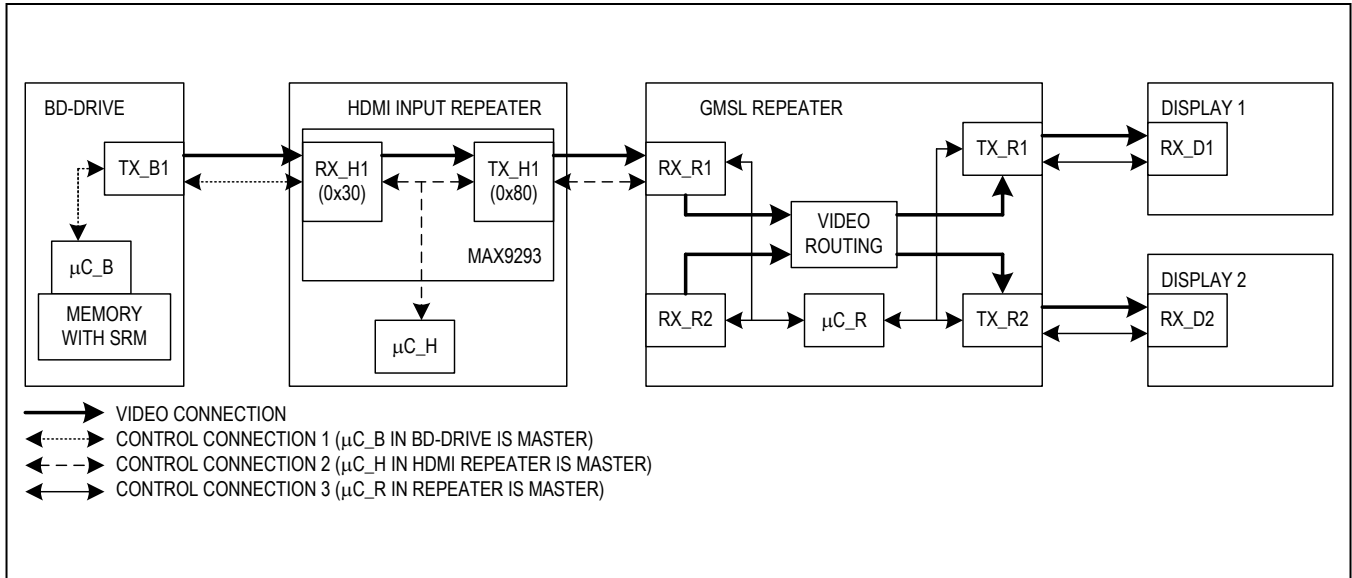 BD-DRIVE
TX_B1
μC_B
MEMORY
WITH SRM
HDMI INPUT REPEATER
RX_H1
(0x30)
TX_H1
(0x80)
MAX9293
μC_H
GMSL REPEATER
RX_R1
RX_R2
VIDEO
ROUTING
μC_R
TX_R1
TX_R2
DISPLAY 1
RX_D1
DISPLAY 2
RX_D2
VIDEO CONNECTION
CONTROL CONNECTION 1 (μC_B IN BD-DRIVE IS MASTER)
CONTROL CONNECTION 2 (μC_H IN HDMI REPEATER IS MASTER)
CONTROL CONNECTION 3 (μC_R IN REPEATER IS MASTER)